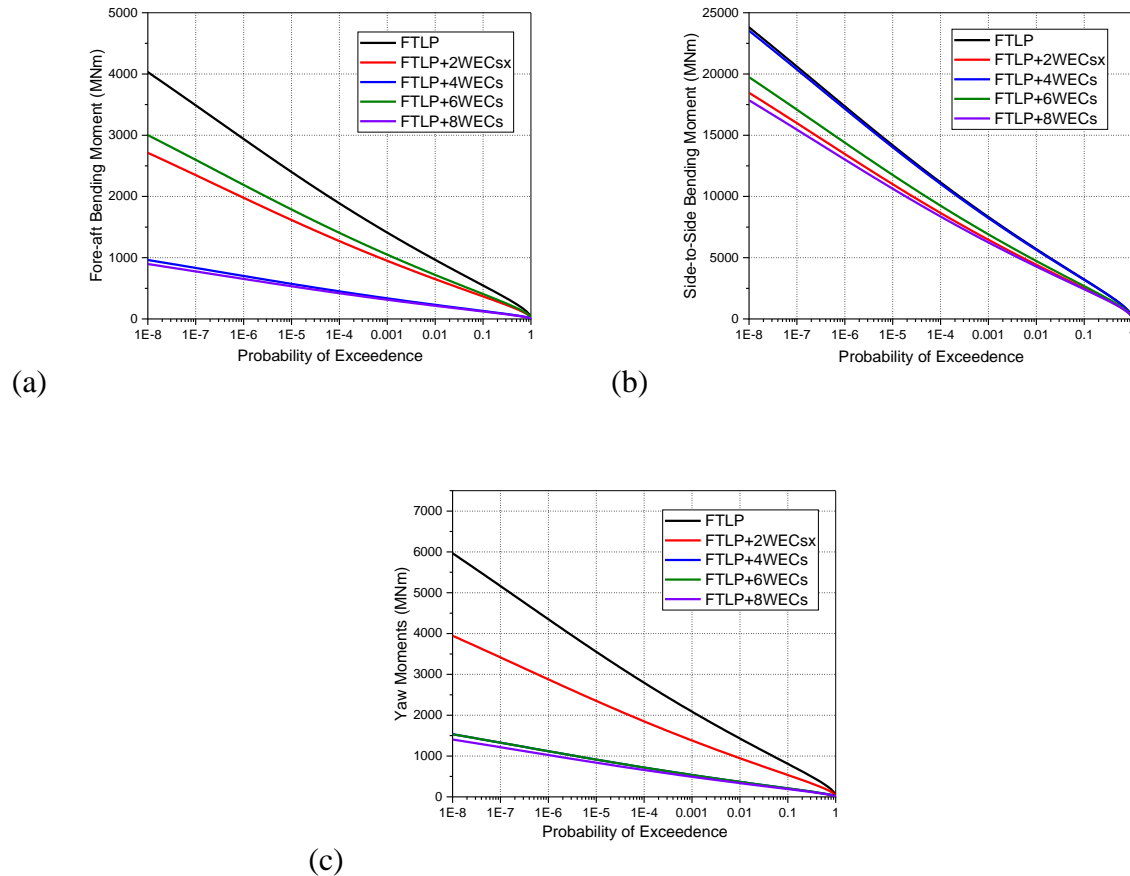 5000
4000
3000
2000
1000
0
Fore-aft Bending Moment (MNm)
FTLP
FTLP+2WECsx
FTLP+4WECs
FTLP+6WECs
FTLP+8WECs
1E-8 1E-7 1E-6 1E-5 1E-4 0.001 0.01 0.1 1
Probability of Exceedence
(a)
25000
20000
15000
10000
5000
0
Side-to-Side Bending Moment (MNm)
FTLP
FTLP+2WECsx
FTLP+4WECs
FTLP+6WECs
FTLP+8WECs
1E-8 1E-7 1E-6 1E-5 1E-4 0.001 0.01 0.1 1
Probability of Exceedence
(b)
7000
6000
5000
4000
3000
2000
1000
0
Yaw Moments (MNm)
FTLP
FTLP+2WECsx
FTLP+4WECs
FTLP+6WECs
FTLP+8WECs
1E-8 1E-7 1E-6 1E-5 1E-4 0.001 0.01 0.1 1
Probability of Exceedence
(c)